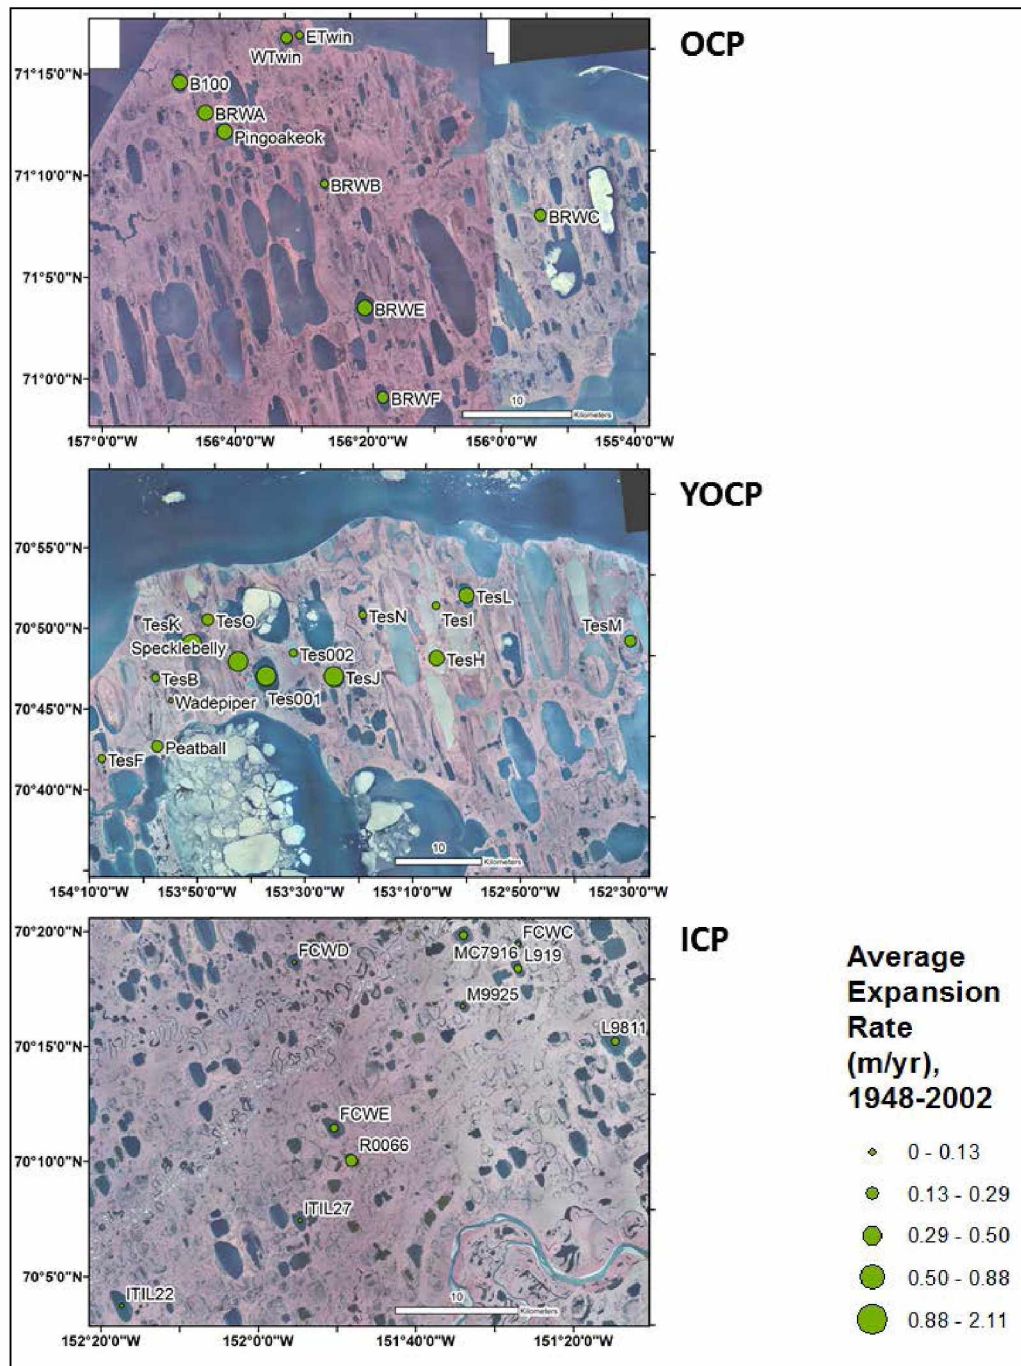 OCP
ETwin
WTwin
71°15'0"N
B100
BRWA
Pingoakeok
71°10'0"N
BRWB
BRWC
71°5'0"N
BRWE
71°0'0"N
BRWF
10
Kilometers
157°0'0"W
156°40'0"W
156°20'0"W
156°0'0"W
155°40'0"W
YOCP
70°55'0"N
TesL
TesN
TesI
TesK
TesO
TesM
70°50'0"N
Specklebelly
Tes002
TesH
TesB
TesJ
Wadepiper
Tes001
70°45'0"N
Peatball
TesF
70°40'0"N
10
Kilometers
154°10'0"W
153°50'0"W
153°30'0"W
153°10'0"W
152°50'0"W
152°30'0"W
ICP
70°20'0"N
FCWC
FCWD
MC7916
L919
M9925
L9811
70°15'0"N
FCWE
R0066
70°10'0"N
ITIL27
70°5'0"N
ITIL22
10
Kilometers
152°20'0"W
152°0'0"W
151°40'0"W
151°20'0"W
Average
Expansion
Rate
(m/yr),
1948-2002
0 - 0.13
0.13 - 0.29
0.29 - 0.50
0.50 - 0.88
0.88 - 2.11